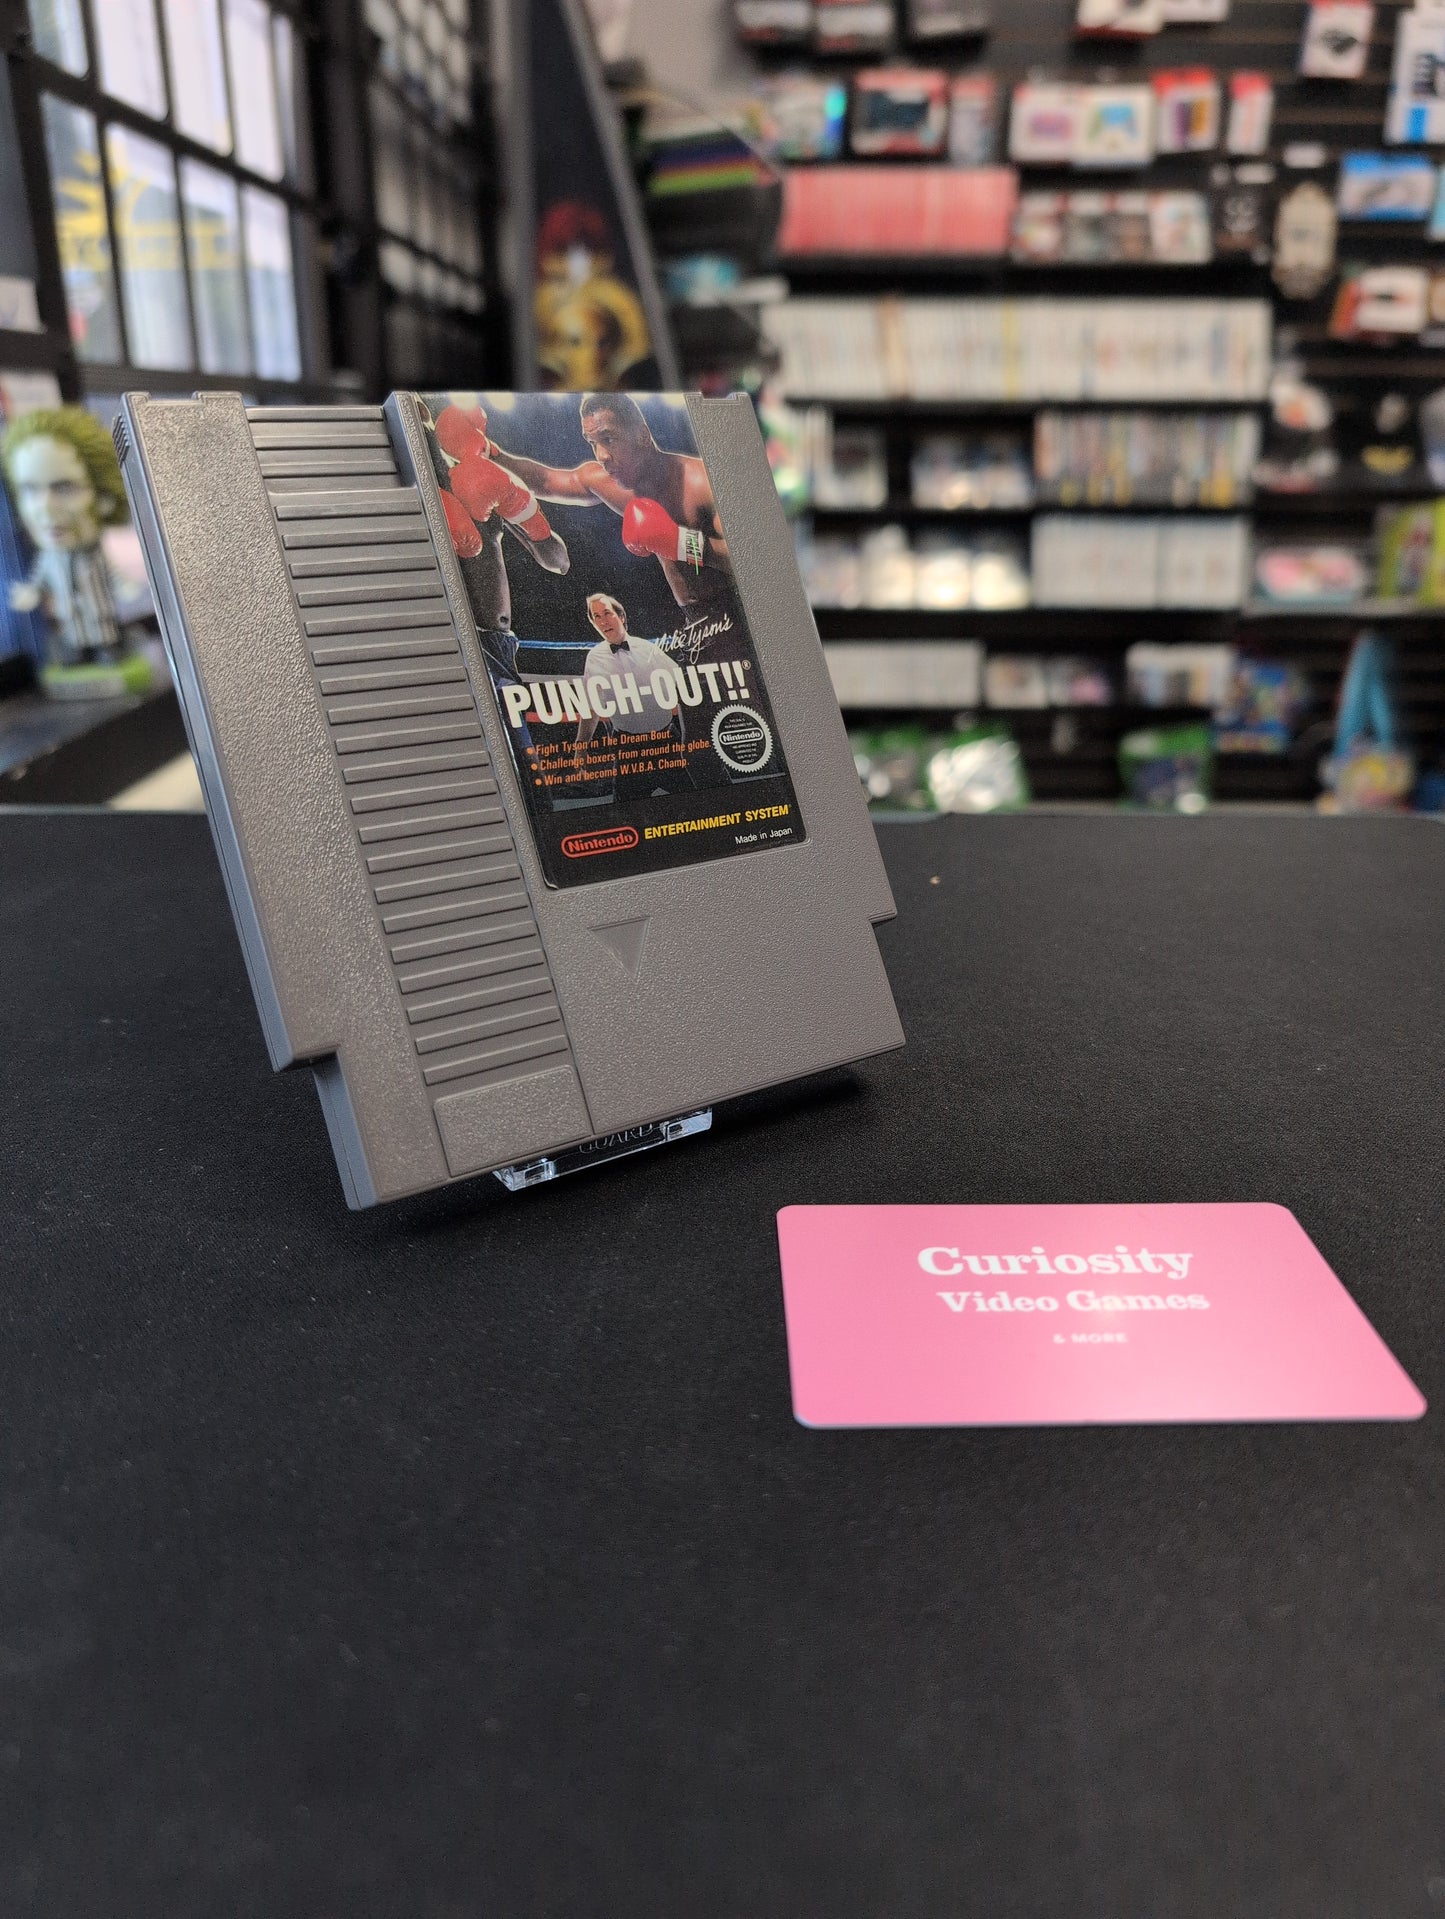 Mike Tyson's
PUNCH-OUT!!®
• Fight Tyson in The Dream Bout.
• Challenge boxers from around the globe.
• Win and become W.V.B.A. Champ.
Nintendo
Nintendo ENTERTAINMENT SYSTEM
Made in Japan
GUARD
Curiosity
Video Games
& MORE